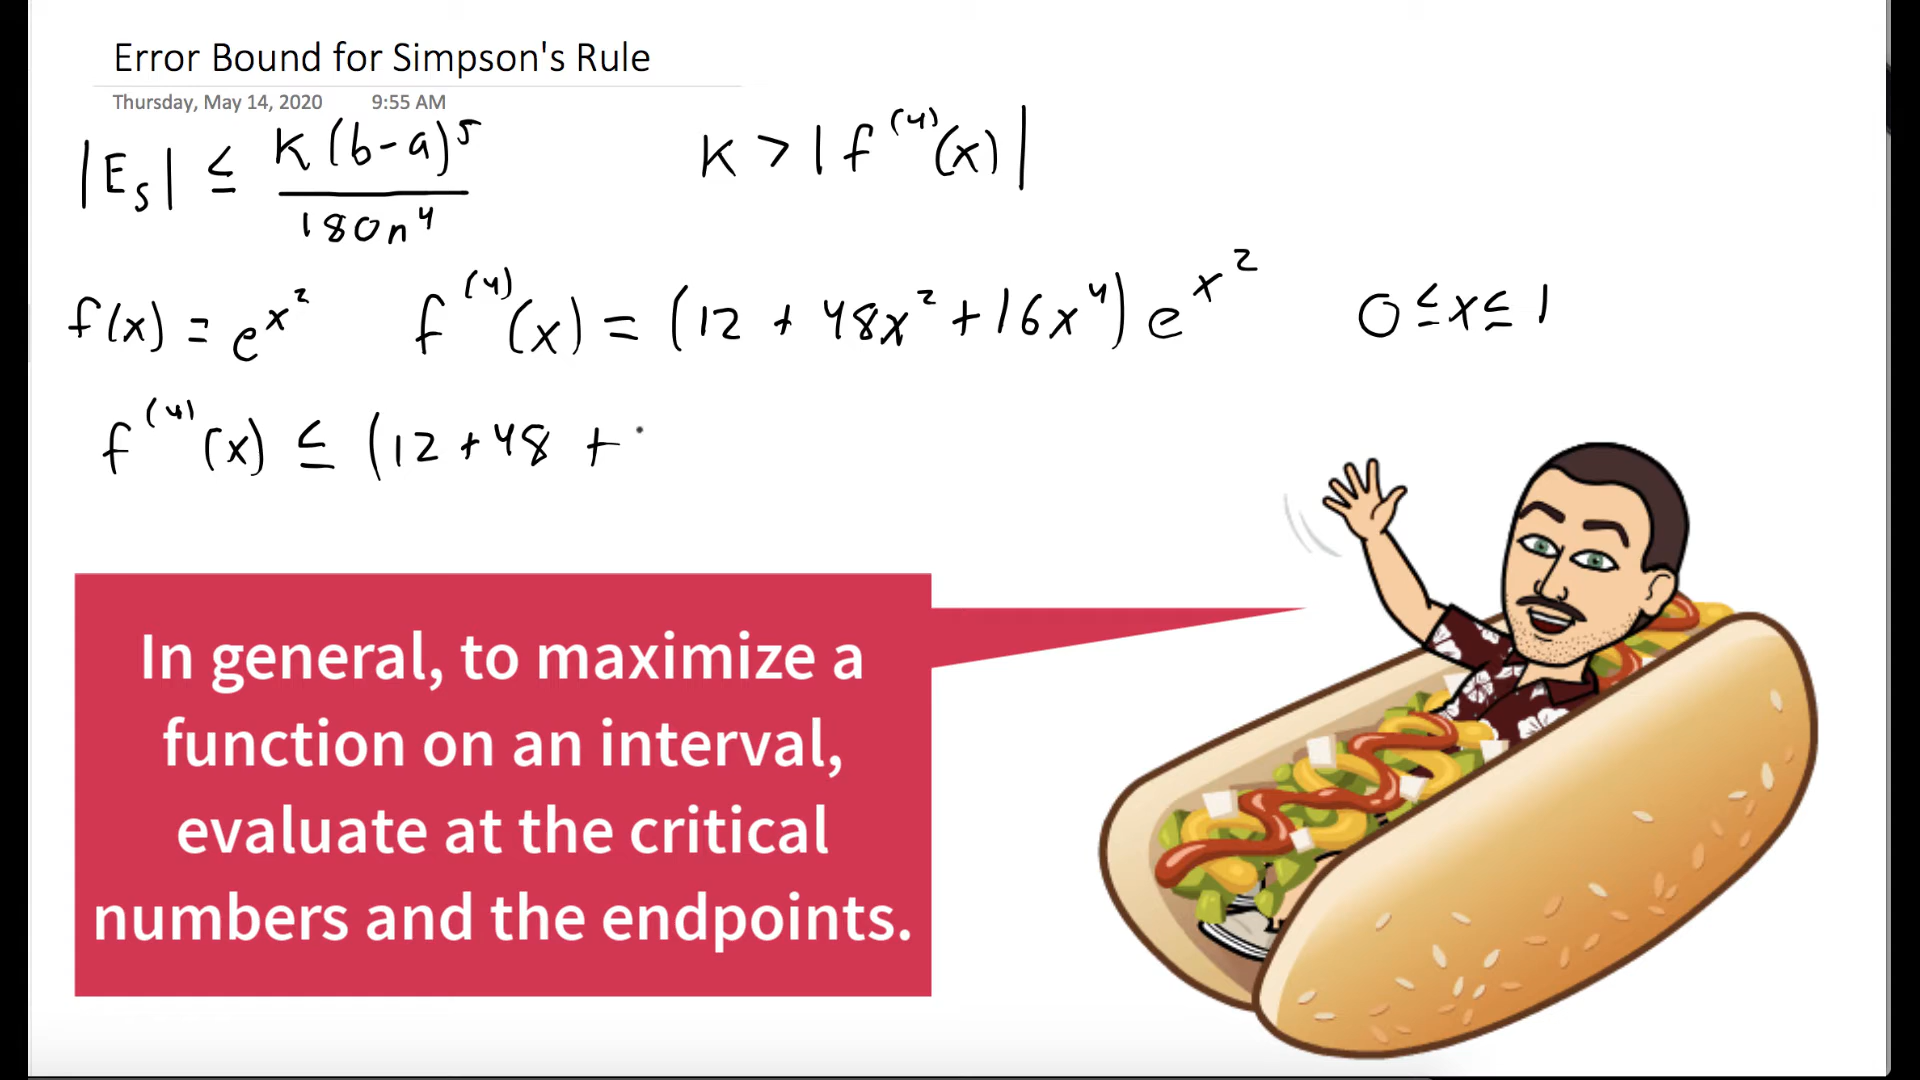 Error Bound for Simpson's Rule
Thursday, May 14, 2020 9:55 AM
|E_S| ≤ K(b-a)^5 / 180n^4 K > |f^(4)(x)|
f(x) = e^x^2 f^(4)(x) = (12 + 48x^2 + 16x^4) e^x^2 0 ≤ x ≤ 1
f^(4)(x) ≤ (12 + 48 +
In general, to maximize a
function on an interval,
evaluate at the critical
numbers and the endpoints.